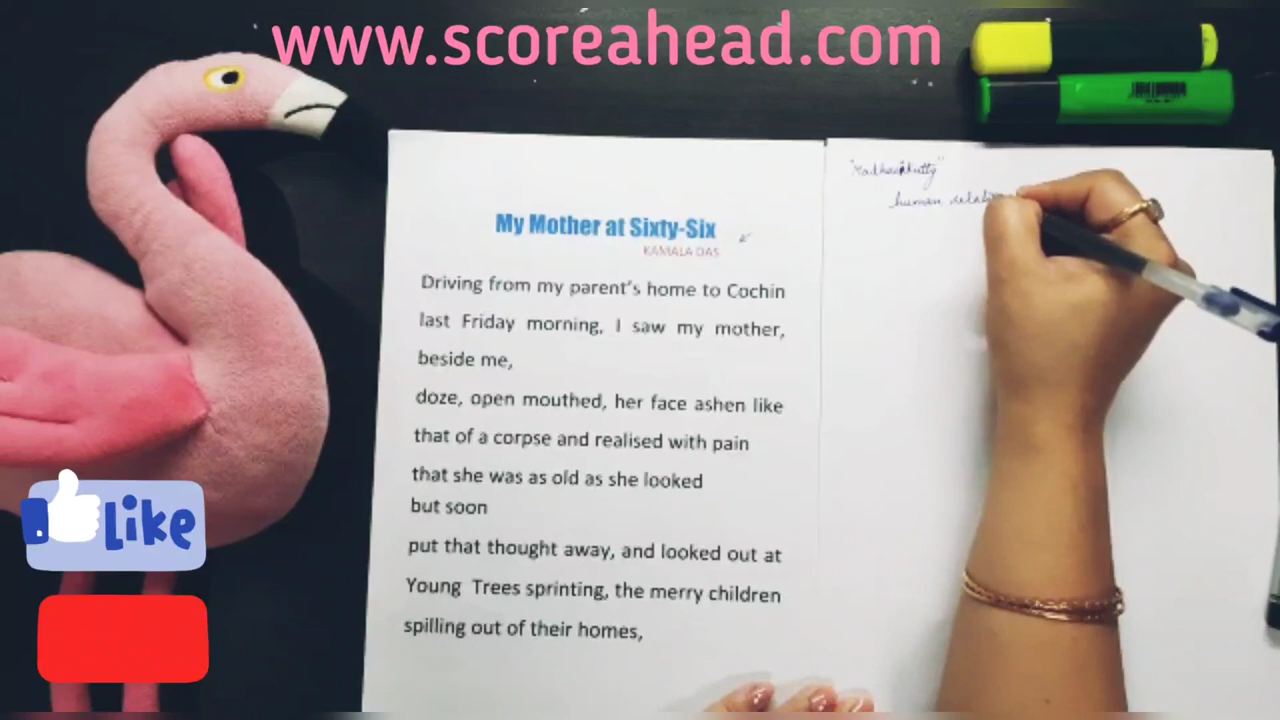 www.scoreahead.com
My Mother at Sixty-Six
KAMALA DAS
Driving from my parent's home to Cochin
last Friday morning, I saw my mother,
beside me,
doze, open mouthed, her face ashen like
that of a corpse and realised with pain
that she was as old as she looked
but soon
put that thought away, and looked out at
Young Trees sprinting, the merry children
spilling out of their homes,
human
Like